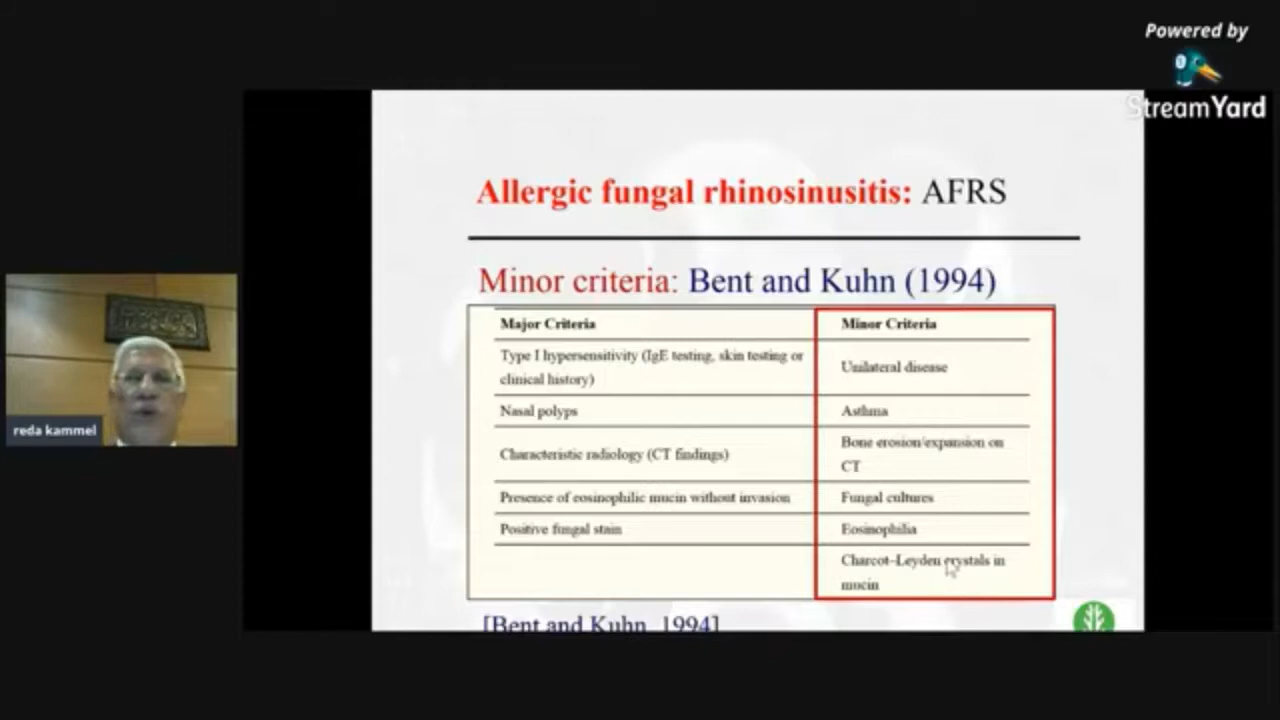 Powered by
StreamYard
Allergic fungal rhinosinusitis: AFRS
Minor criteria: Bent and Kuhn (1994)
Major Criteria
Minor Criteria
Type I hypersensitivity (IgE testing, skin testing or
clinical history)
Unilateral disease
Nasal polyps
Asthma
Characteristic radiology (CT findings)
Bone erosion/expansion on
CT
Presence of eosinophilic mucin without invasion
Fungal cultures
Positive fungal stain
Eosinophilia
Charcot–Leyden crystals in
mucin
[Bent and Kuhn, 1994]
reda kammel